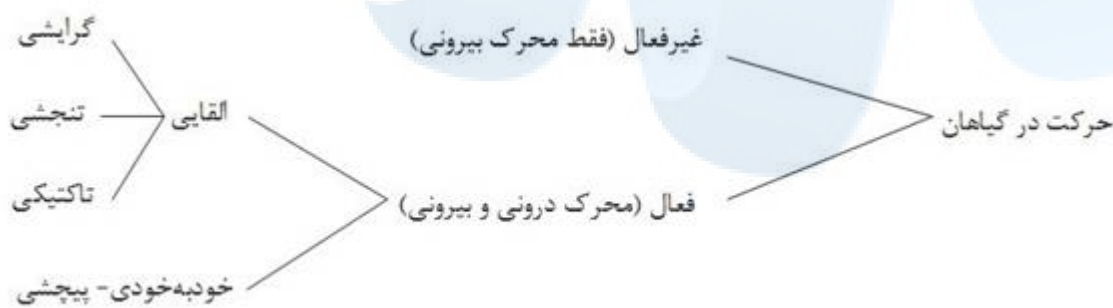 حرکت در گیاهان
غیرفعال (فقط محرک بیرونی)
فعال (محرک درونی و بیرونی)
القایی
گرایشی
تنجشی
تاکتیکی
خودبه‌خودی- پیچشی